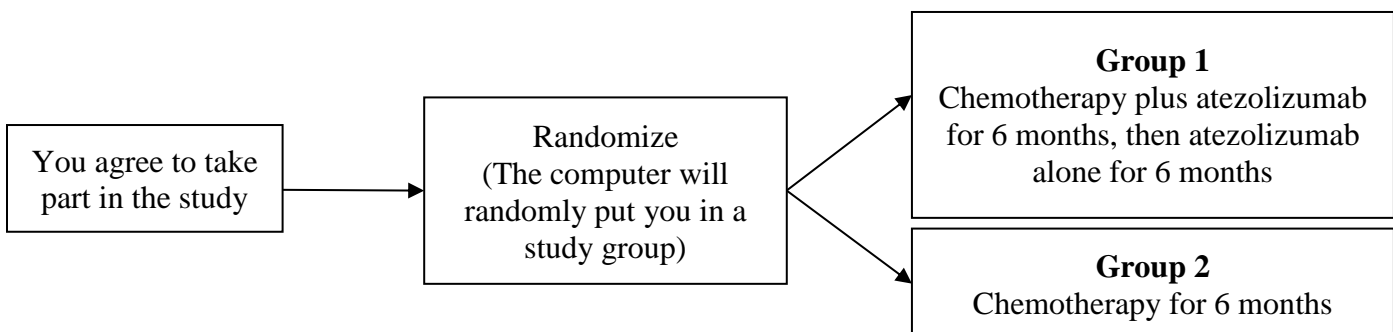 You agree to take
part in the study
Randomize
(The computer will
randomly put you in a
study group)
Group 1
Chemotherapy plus atezolizumab
for 6 months, then atezolizumab
alone for 6 months
Group 2
Chemotherapy for 6 months